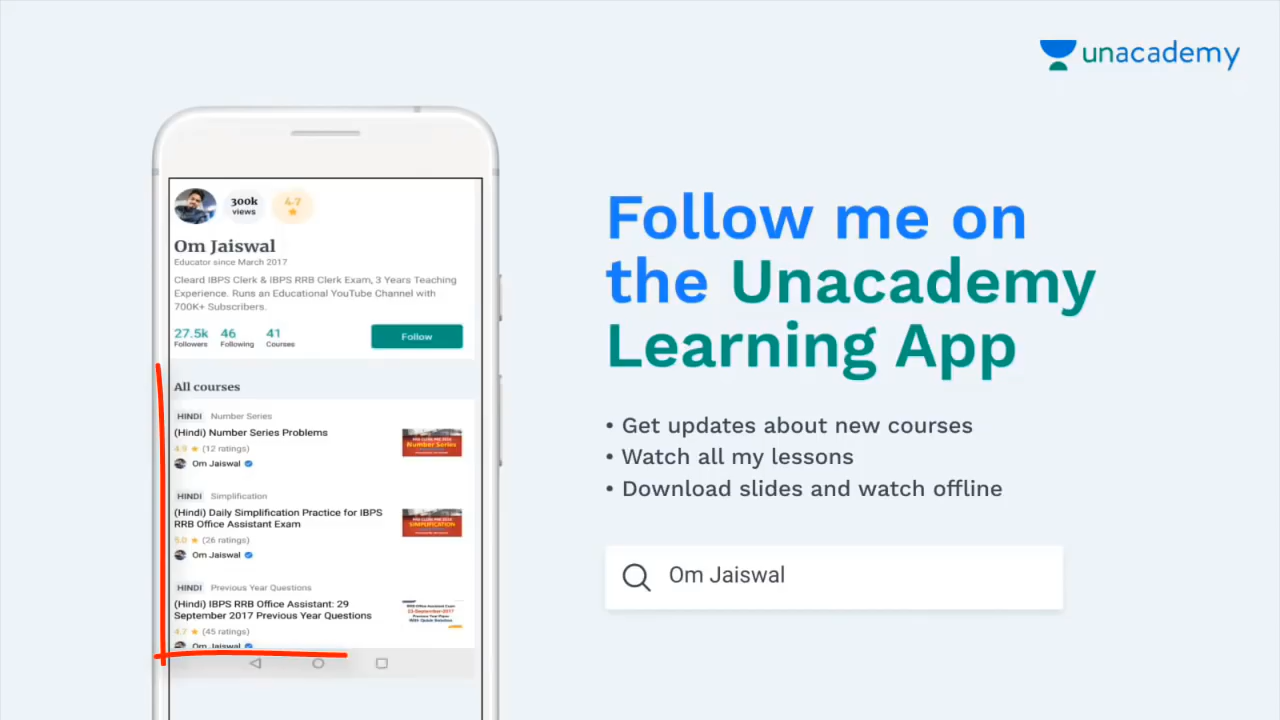 unacademy
300k
views
4.7
Om Jaiswal
Educator since March 2017
Cleard IBPS Clerk & IBPS RRB Clerk Exam, 3 Years Teaching
Experience. Runs an Educational YouTube Channel with
700K+ Subscribers.
27.5k 46 41
Followers Following Courses
Follow
All courses
HINDI Number Series
(Hindi) Number Series Problems
4.9 ★ (12 ratings)
Om Jaiswal
Number Series
HINDI Simplification
(Hindi) Daily Simplification Practice for IBPS
RRB Office Assistant Exam
5.0 ★ (26 ratings)
Om Jaiswal
SIMPLIFICATION
HINDI Previous Year Questions
(Hindi) IBPS RRB Office Assistant: 29
September 2017 Previous Year Questions
4.7 ★ (45 ratings)
Om Jaiswal
Follow me on
the Unacademy
Learning App
• Get updates about new courses
• Watch all my lessons
• Download slides and watch offline
Om Jaiswal